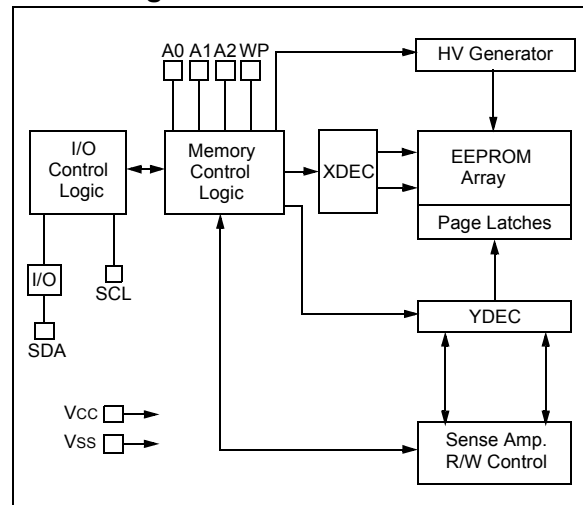 A0 A1 A2 WP
HV Generator
I/O
Control
Logic
Memory
Control
Logic
XDEC
EEPROM
Array
Page Latches
I/O
SCL
SDA
YDEC
Vcc
Vss
Sense Amp.
R/W Control